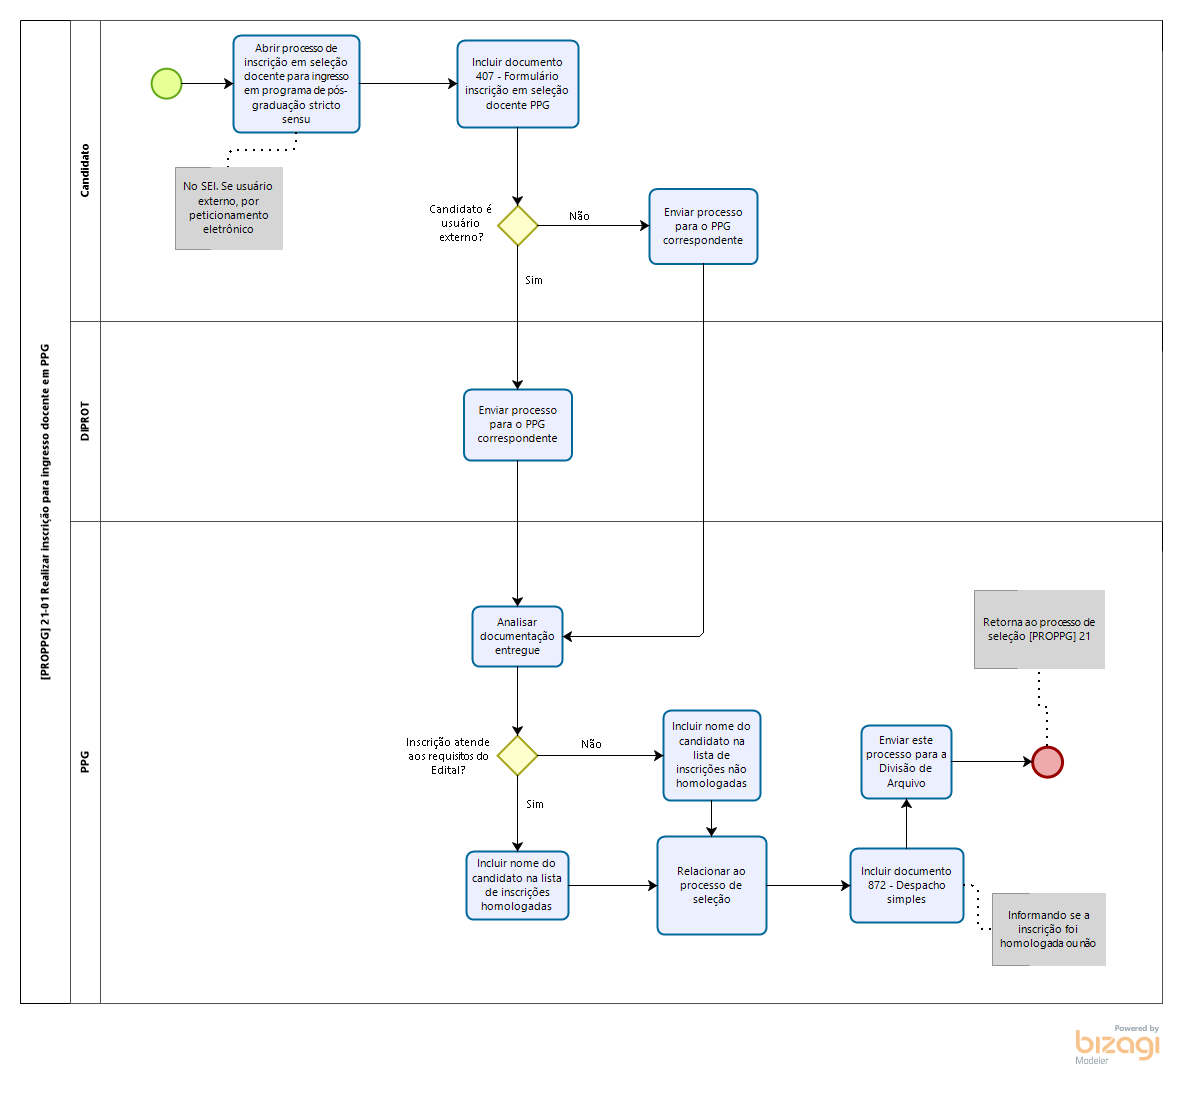 [PROPPG] 21-01 Realizar inscrição para ingresso docente em PPG
Candidato
Abrir processo de
inscrição em seleção
docente para ingresso
em programa de pós-
graduação stricto
sensu
Incluir documento
407 - Formulário
inscrição em seleção
docente PPG
No SEI. Se usuário
externo, por
peticionamento
eletrônico
Candidato é
usuário
externo?
Não
Enviar processo
para o PPG
correspondente
Sim
DIPROT
Enviar processo
para o PPG
correspondente
PPG
Analisar
documentação
entregue
Retorna ao processo de
seleção [PROPPG] 21
Inscrição atende
aos requisitos do
Edital?
Não
Incluir nome do
candidato na
lista de
inscrições não
homologadas
Enviar este
processo para a
Divisão de
Arquivo
Sim
Incluir nome do
candidato na lista
de inscrições
homologadas
Relacionar ao
processo de
seleção
Incluir documento
872 - Despacho
simples
Informando se a
inscrição foi
homologada ou não
Powered by
bizagi
Modeler